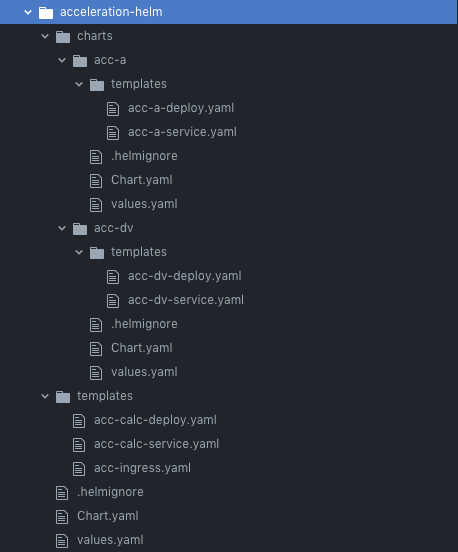 acceleration-helm
charts
acc-a
templates
acc-a-deploy.yaml
acc-a-service.yaml
.helmignore
Chart.yaml
values.yaml
acc-dv
templates
acc-dv-deploy.yaml
acc-dv-service.yaml
.helmignore
Chart.yaml
values.yaml
templates
acc-calc-deploy.yaml
acc-calc-service.yaml
acc-ingress.yaml
.helmignore
Chart.yaml
values.yaml